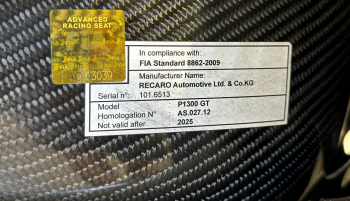 ADVANCED
RACING SEAT
In compliance with:
FIA Standard 8862-2009
Manufacturer Name:
RECARO Automotive Ltd. & Co.KG
Serial n°: 101.6513
Model : P1300 GT
Homologation N° : AS.027.12
Not valid after : 2025